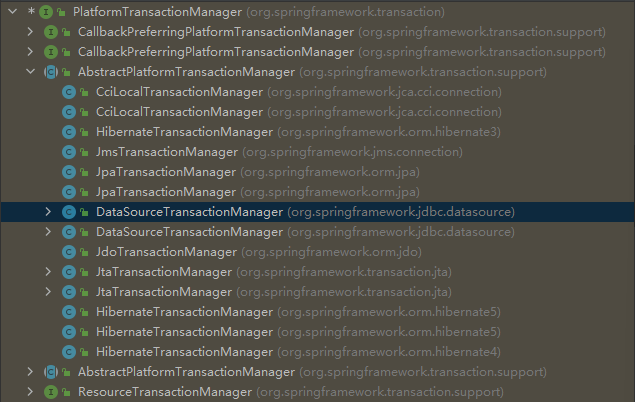 * I PlatformTransactionManager (org.springframework.transaction)
I CallbackPreferringPlatformTransactionManager (org.springframework.transaction.support)
I CallbackPreferringPlatformTransactionManager (org.springframework.transaction.support)
C AbstractPlatformTransactionManager (org.springframework.transaction.support)
C CciLocalTransactionManager (org.springframework.jca.cci.connection)
C CciLocalTransactionManager (org.springframework.jca.cci.connection)
C HibernateTransactionManager (org.springframework.orm.hibernate3)
C JmsTransactionManager (org.springframework.jms.connection)
C JpaTransactionManager (org.springframework.orm.jpa)
C JpaTransactionManager (org.springframework.orm.jpa)
C DataSourceTransactionManager (org.springframework.jdbc.datasource)
C DataSourceTransactionManager (org.springframework.jdbc.datasource)
C JdoTransactionManager (org.springframework.orm.jdo)
C JtaTransactionManager (org.springframework.transaction.jta)
C JtaTransactionManager (org.springframework.transaction.jta)
C HibernateTransactionManager (org.springframework.orm.hibernate5)
C HibernateTransactionManager (org.springframework.orm.hibernate5)
C HibernateTransactionManager (org.springframework.orm.hibernate4)
C AbstractPlatformTransactionManager (org.springframework.transaction.support)
I ResourceTransactionManager (org.springframework.transaction.support)